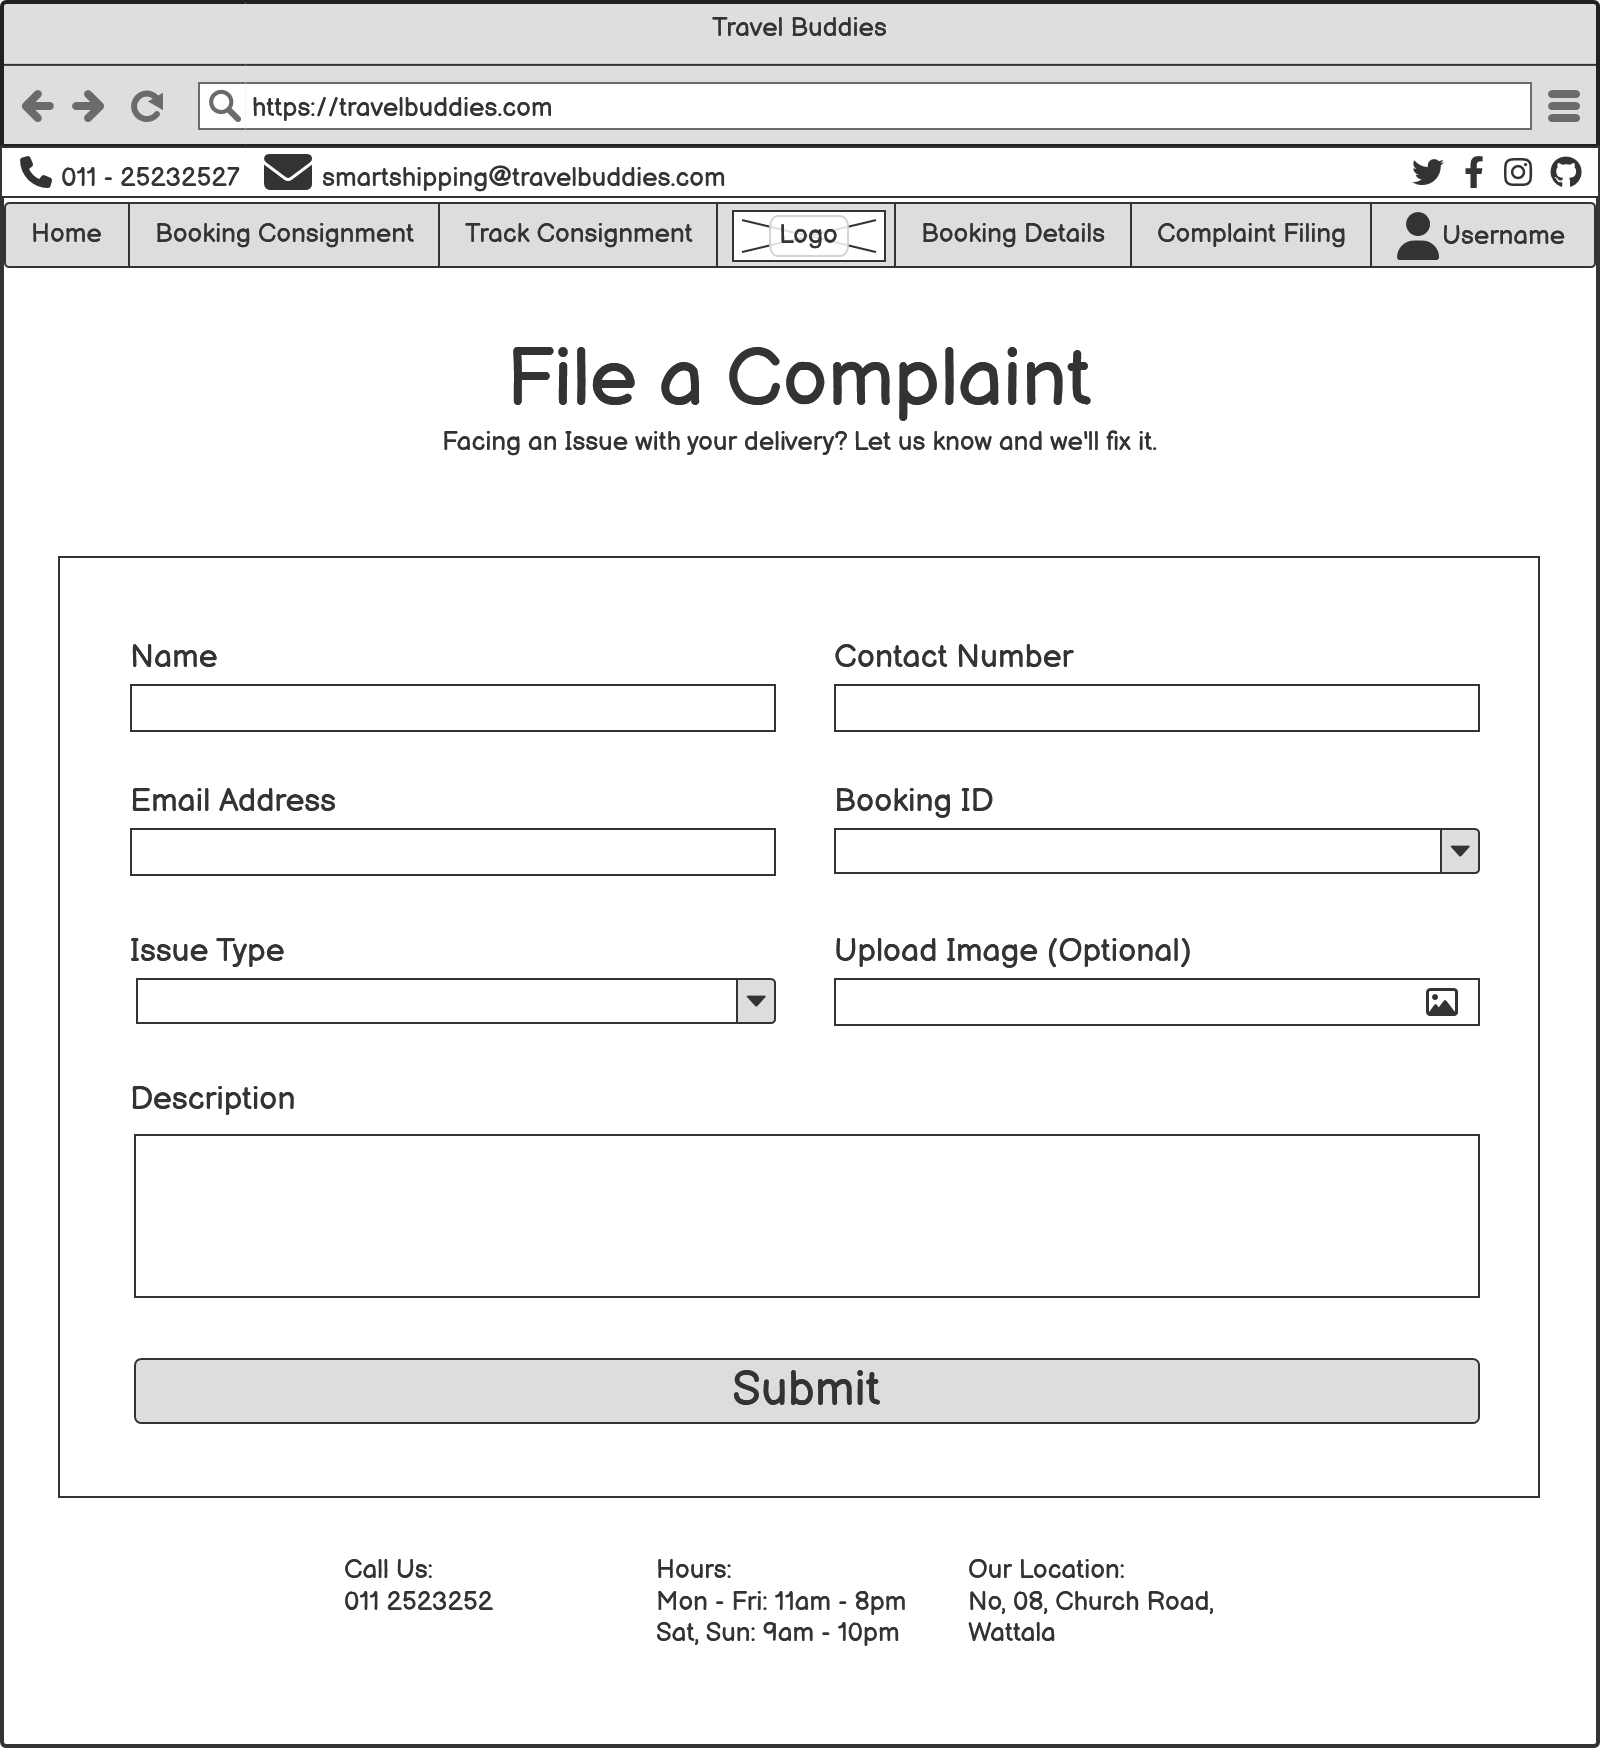 Travel Buddies
https://travelbuddies.com
011 - 25232527 smartshipping@travelbuddies.com
Home Booking Consignment Track Consignment Logo Booking Details Complaint Filing Username
File a Complaint
Facing an Issue with your delivery? Let us know and we'll fix it.
Name Contact Number
Email Address Booking ID
Issue Type Upload Image (Optional)
Description
Submit
Call Us: Hours: Our Location:
011 2523252 Mon - Fri: 11am - 8pm No, 08, Church Road,
Sat, Sun: 9am - 10pm Wattala